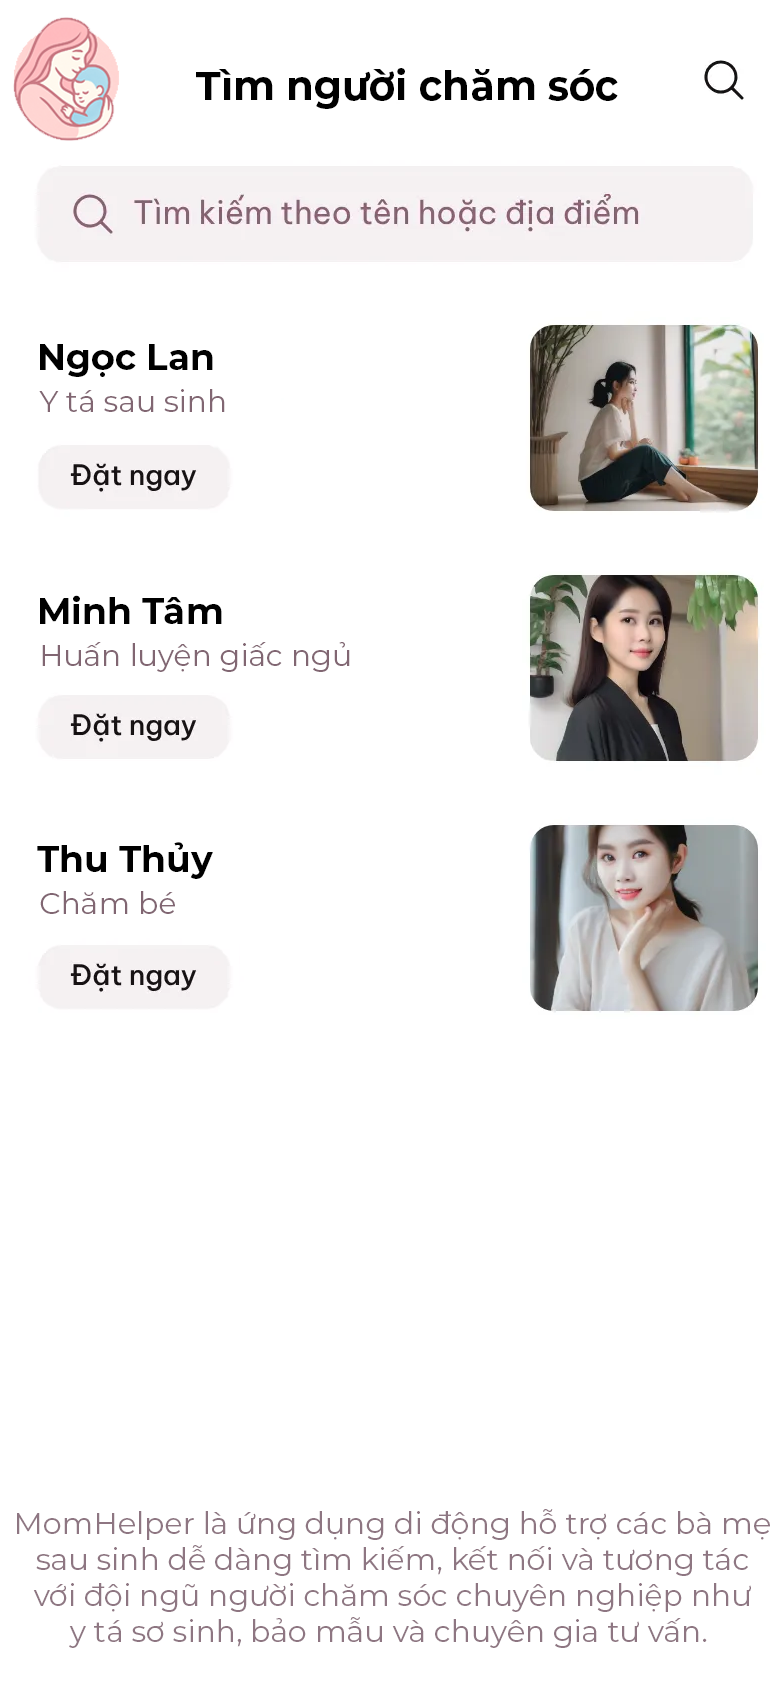 Tìm người chăm sóc
Tìm kiếm theo tên hoặc địa điểm
Ngọc Lan
Y tá sau sinh
Đặt ngay
Minh Tâm
Huấn luyện giấc ngủ
Đặt ngay
Thu Thủy
Chăm bé
Đặt ngay
MomHelper là ứng dụng di động hỗ trợ các bà mẹ
sau sinh dễ dàng tìm kiếm, kết nối và tương tác
với đội ngũ người chăm sóc chuyên nghiệp như
y tá sơ sinh, bảo mẫu và chuyên gia tư vấn.